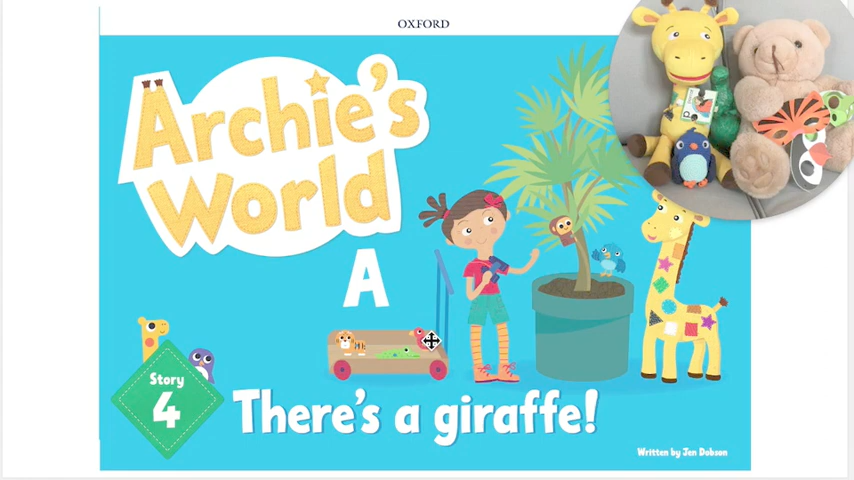 OXFORD
Archie's
World
A
Story
4
There's a giraffe!
Written by Jen Dobson